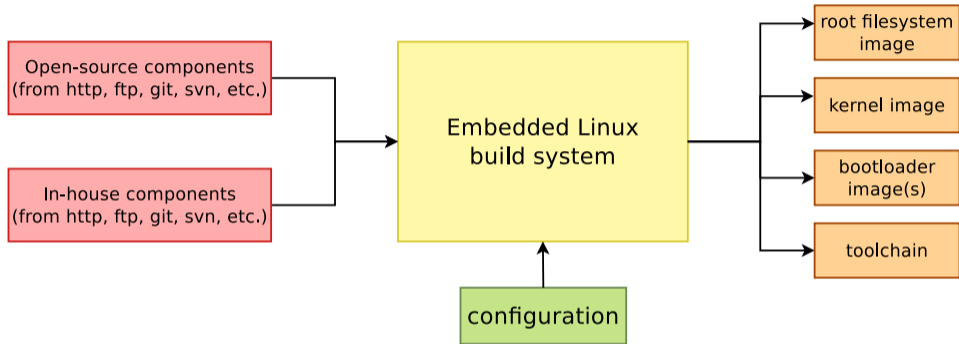 Open-source components
(from http, ftp, git, svn, etc.)
In-house components
(from http, ftp, git, svn, etc.)
Embedded Linux
build system
configuration
root filesystem
image
kernel image
bootloader
image(s)
toolchain